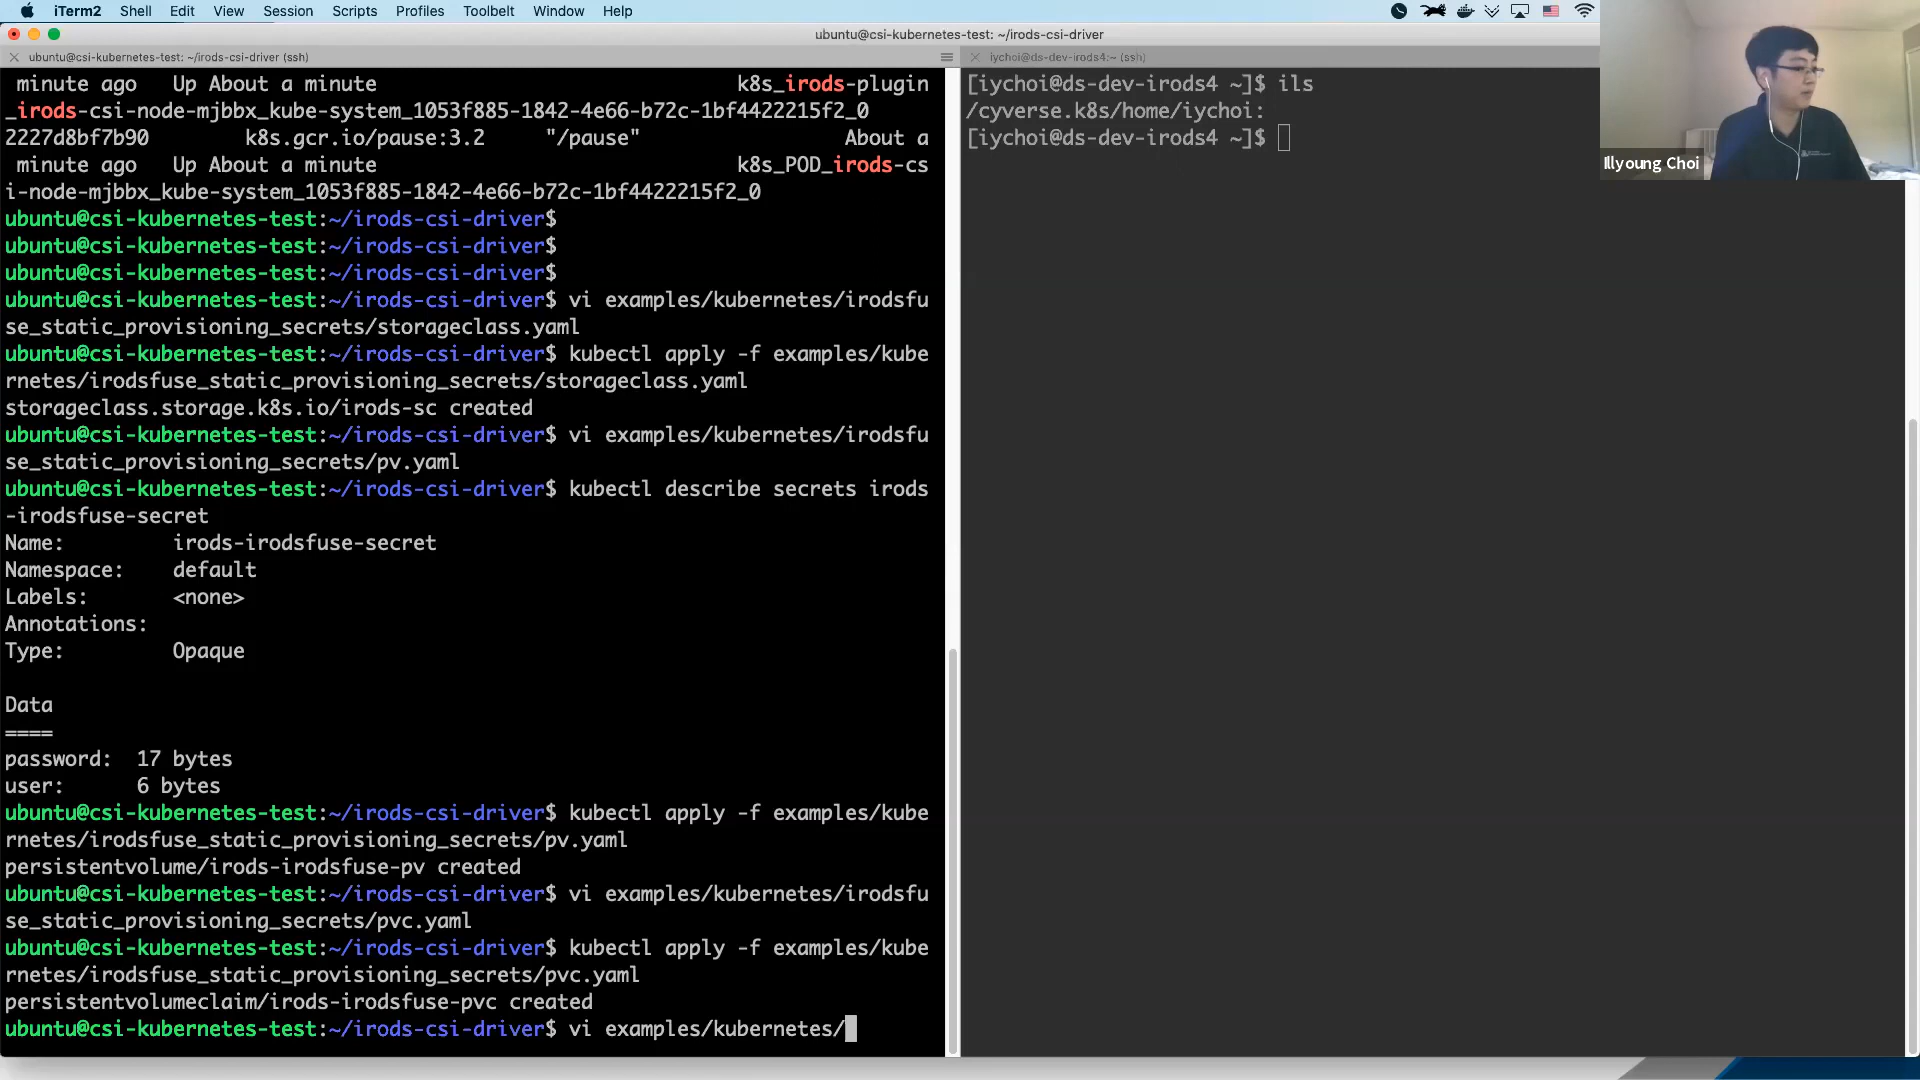 iTerm2 Shell Edit View Session Scripts Profiles Toolbelt Window Help
ubuntu@csi-kubernetes-test: ~/irods-csi-driver
ubuntu@csi-kubernetes-test: ~/irods-csi-driver (ssh)
minute ago   Up About a minute   k8s_irods-plugin
_irods-csi-node-mjbbx_kube-system_1053f885-1842-4e66-b72c-1bf4422215f2_0
2227d8bf7b90   k8s.gcr.io/pause:3.2   "/pause"   About a
minute ago   Up About a minute   k8s_POD_irods-cs
i-node-mjbbx_kube-system_1053f885-1842-4e66-b72c-1bf4422215f2_0
ubuntu@csi-kubernetes-test:~/irods-csi-driver$
ubuntu@csi-kubernetes-test:~/irods-csi-driver$
ubuntu@csi-kubernetes-test:~/irods-csi-driver$
ubuntu@csi-kubernetes-test:~/irods-csi-driver$ vi examples/kubernetes/irodsfu
se_static_provisioning_secrets/storageclass.yaml
ubuntu@csi-kubernetes-test:~/irods-csi-driver$ kubectl apply -f examples/kube
rnetes/irodsfuse_static_provisioning_secrets/storageclass.yaml
storageclass.storage.k8s.io/irods-sc created
ubuntu@csi-kubernetes-test:~/irods-csi-driver$ vi examples/kubernetes/irodsfu
se_static_provisioning_secrets/pv.yaml
ubuntu@csi-kubernetes-test:~/irods-csi-driver$ kubectl describe secrets irods
-irodsfuse-secret
Name:         irods-irodsfuse-secret
Namespace:    default
Labels:       <none>
Annotations:
Type:         Opaque
Data
====
password:  17 bytes
user:      6 bytes
ubuntu@csi-kubernetes-test:~/irods-csi-driver$ kubectl apply -f examples/kube
rnetes/irodsfuse_static_provisioning_secrets/pv.yaml
persistentvolume/irods-irodsfuse-pv created
ubuntu@csi-kubernetes-test:~/irods-csi-driver$ vi examples/kubernetes/irodsfu
se_static_provisioning_secrets/pvc.yaml
ubuntu@csi-kubernetes-test:~/irods-csi-driver$ kubectl apply -f examples/kube
rnetes/irodsfuse_static_provisioning_secrets/pvc.yaml
persistentvolumeclaim/irods-irodsfuse-pvc created
ubuntu@csi-kubernetes-test:~/irods-csi-driver$ vi examples/kubernetes/
iychoi@ds-dev-irods4:~ (ssh)
[iychoi@ds-dev-irods4 ~]$ ils
/cyverse.k8s/home/iychoi:
[iychoi@ds-dev-irods4 ~]$
Illyoung Choi